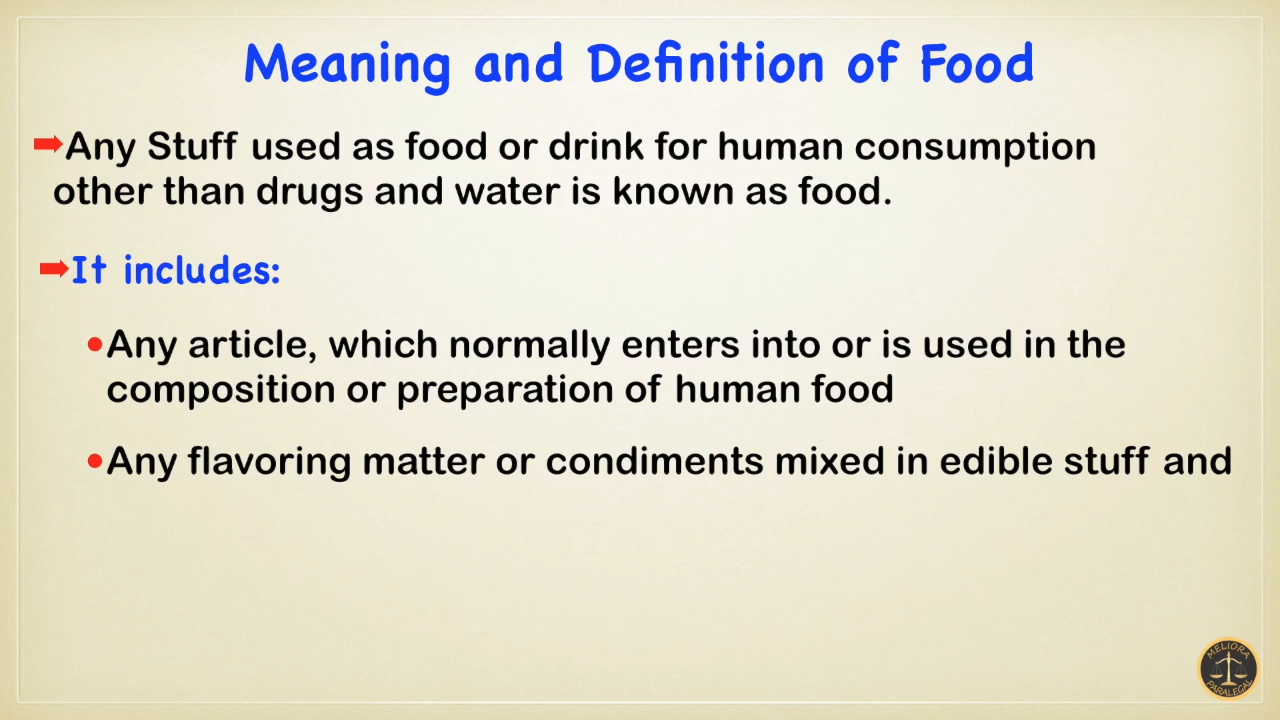 Meaning and Definition of Food
➡Any Stuff used as food or drink for human consumption
other than drugs and water is known as food.
➡It includes:
•Any article, which normally enters into or is used in the
composition or preparation of human food
•Any flavoring matter or condiments mixed in edible stuff and
MELIORA
PARALEGAL